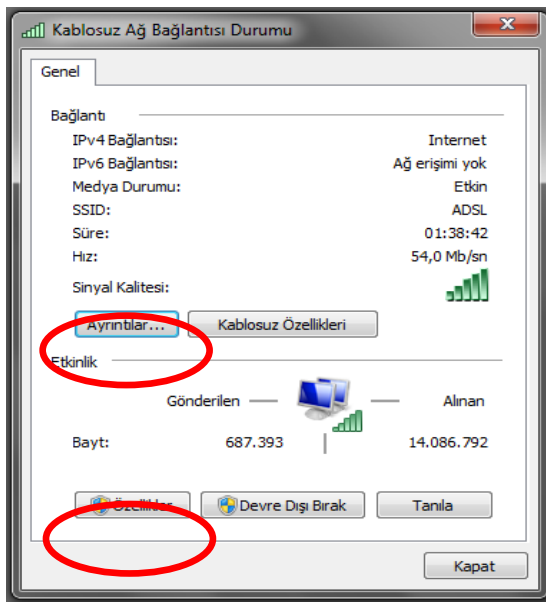 Kablosuz Ağ Bağlantısı Durumu
Genel
Bağlantı
IPv4 Bağlantısı: Internet
IPv6 Bağlantısı: Ağ erişimi yok
Medya Durumu: Etkin
SSID: ADSL
Süre: 01:38:42
Hız: 54,0 Mb/sn
Sinyal Kalitesi:
Ayrıntılar... Kablosuz Özellikleri
Etkinlik
Gönderilen Alınan
Bayt: 687.393 14.086.792
Özellikler Devre Dışı Bırak Tanıla
Kapat